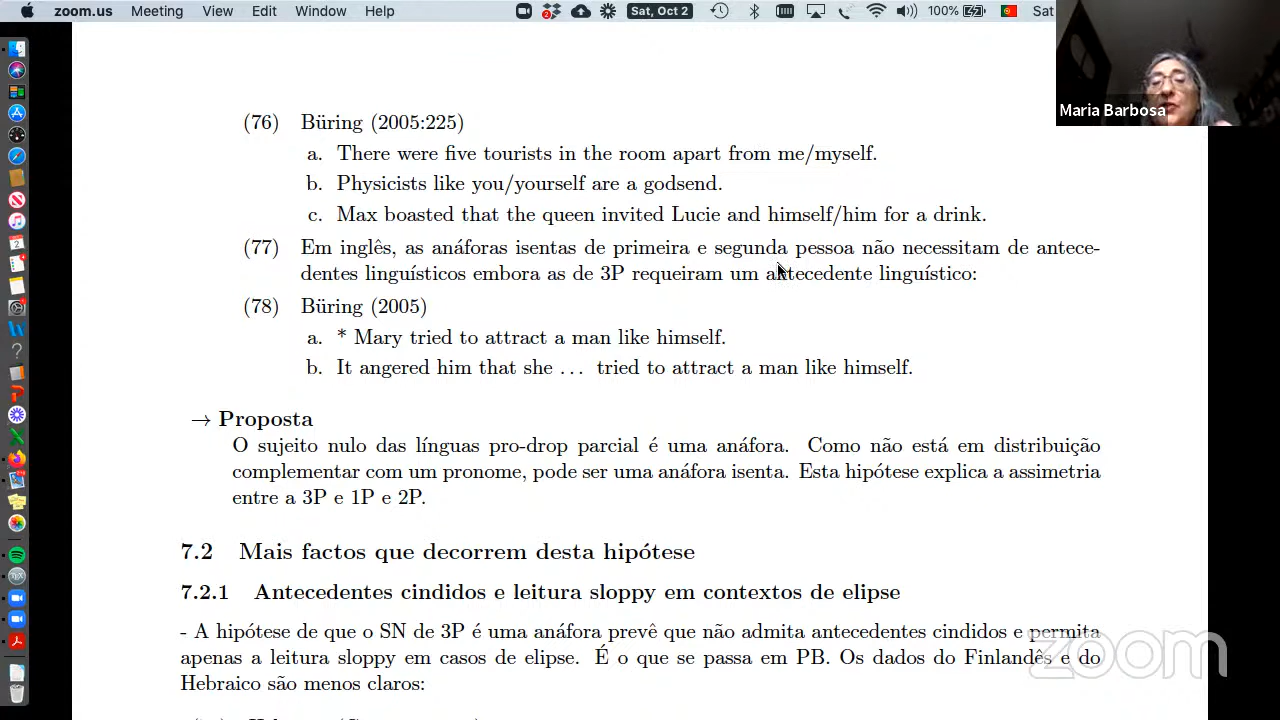 zoom.us Meeting View Edit Window Help Sat, Oct 2 100% Sat
Maria Barbosa
(76) Büring (2005:225)
a. There were five tourists in the room apart from me/myself.
b. Physicists like you/yourself are a godsend.
c. Max boasted that the queen invited Lucie and himself/him for a drink.
(77) Em inglês, as anáforas isentas de primeira e segunda pessoa não necessitam de antece-
dentes linguísticos embora as de 3P requeiram um antecedente linguístico:
(78) Büring (2005)
a. * Mary tried to attract a man like himself.
b. It angered him that she ... tried to attract a man like himself.
→ Proposta
O sujeito nulo das línguas pro-drop parcial é uma anáfora. Como não está em distribuição
complementar com um pronome, pode ser uma anáfora isenta. Esta hipótese explica a assimetria
entre a 3P e 1P e 2P.
7.2 Mais factos que decorrem desta hipótese
7.2.1 Antecedentes cindidos e leitura sloppy em contextos de elipse
- A hipótese de que o SN de 3P é uma anáfora prevê que não admita antecedentes cindidos e permita
apenas a leitura sloppy em casos de elipse. É o que se passa em PB. Os dados do Finlandês e do
Hebraico são menos claros:
zoom